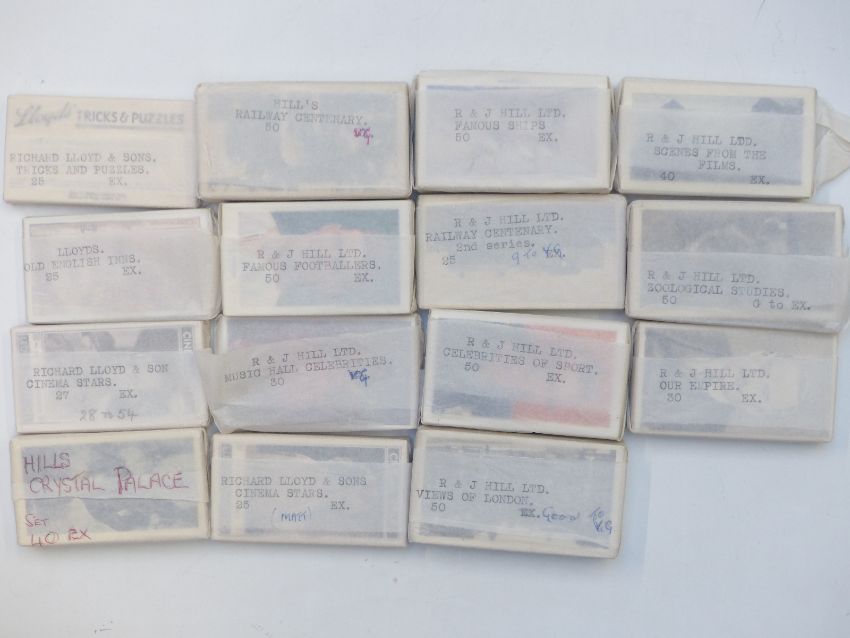 Lloyds' TRICKS & PUZZLES
RICHARD LLOYD & SONS.
TRICKS AND PUZZLES.
25 EX.
HILL'S
RAILWAY CENTENARY.
50 VG
R & J HILL LTD.
FAMOUS SHIPS
50 EX.
R & J HILL LTD.
SCENES FROM THE
FILMS.
40 EX.
LLOYDS.
OLD ENGLISH INNS.
25 EX.
R & J HILL LTD.
FAMOUS FOOTBALLERS.
50 EX.
R & J HILL LTD.
RAILWAY CENTENARY.
2nd series.
25 G to VG EX.
R & J HILL LTD.
ZOOLOGICAL STUDIES.
50 G to EX.
RICHARD LLOYD & SON
CINEMA STARS.
27 EX.
28 to 54
R & J HILL LTD.
MUSIC HALL CELEBRITIES.
30 VG
R & J HILL LTD.
CELEBRITIES OF SPORT.
50 EX.
R & J HILL LTD.
OUR EMPIRE.
30 EX.
HILLS
CRYSTAL PALACE
SET
40 EX
RICHARD LLOYD & SONS
CINEMA STARS.
25 EX.
(MATT)
R & J HILL LTD.
VIEWS OF LONDON.
50 EX. Good to
VG